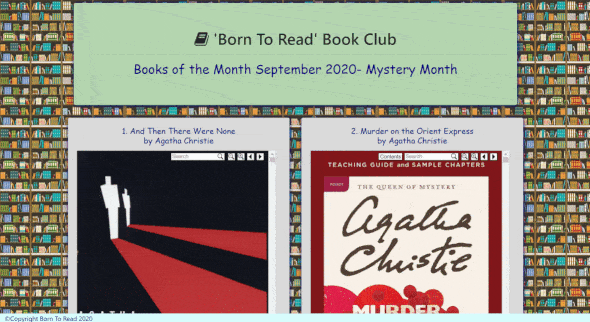 'Born To Read' Book Club
Books of the Month September 2020- Mystery Month
1. And Then There Were None
by Agatha Christie
Search
2. Murder on the Orient Express
by Agatha Christie
Contents
Search
TEACHING GUIDE and SAMPLE CHAPTERS
THE QUEEN OF MYSTERY
Agatha
Christie
MURDER
©Copyright Born To Read 2020